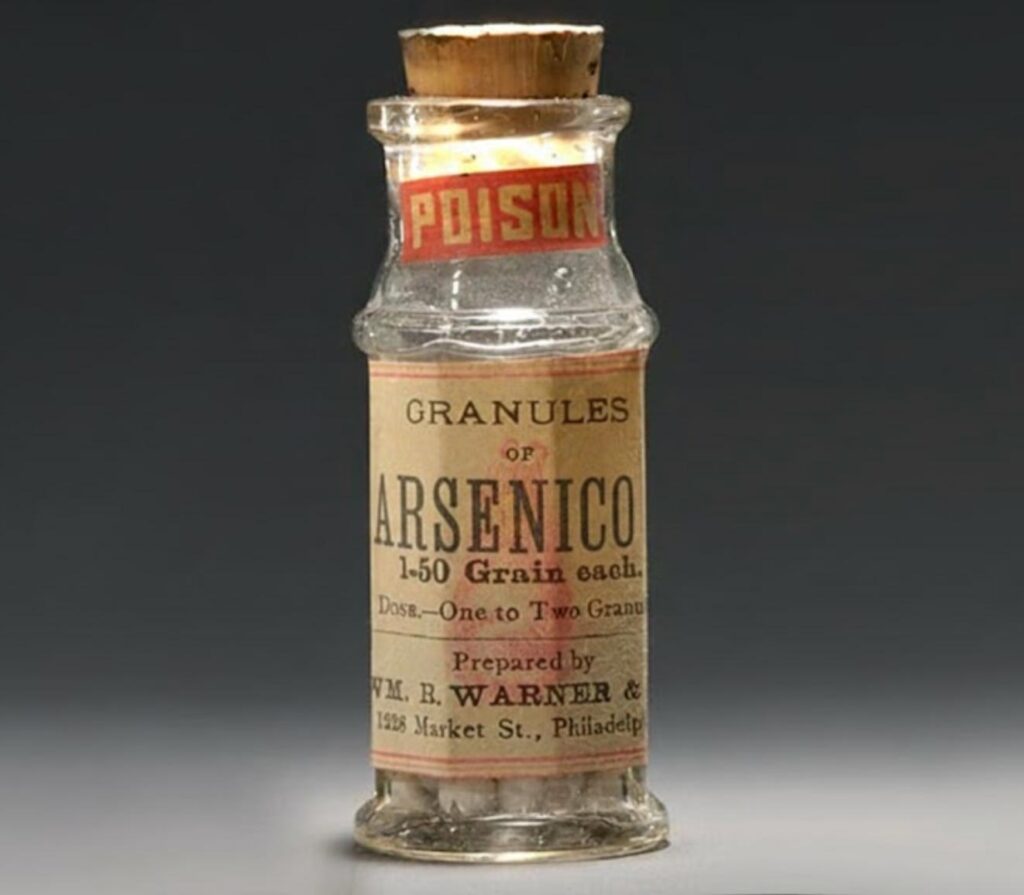 POISON
GRANULES
OF
ARSENICO
1-50 Grain each.
Dose.—One to Two Granu
Prepared by
WM. R. WARNER &
1228 Market St., Philadelp